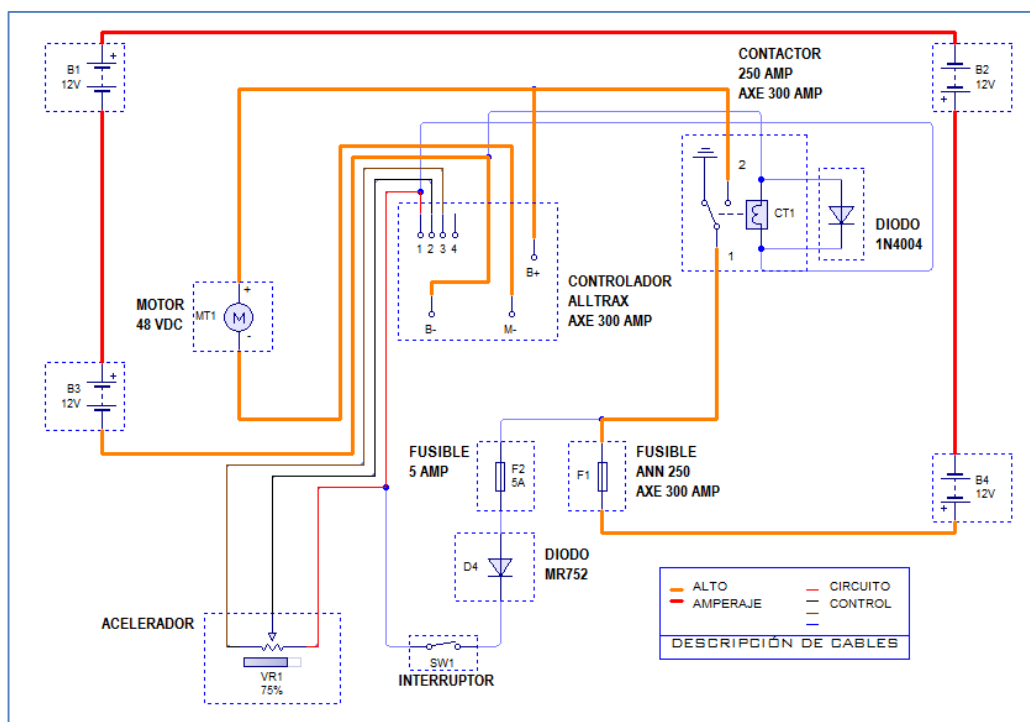 B1
12V
+
CONTACTOR
250 AMP
AXE 300 AMP
B2
12V
+
2
CT1
1
DIODO
1N4004
1
2
3
4
B+
B-
M-
CONTROLADOR
ALLTRAX
AXE 300 AMP
MOTOR
48 VDC
+
MT1
M
-
B3
12V
+
FUSIBLE
5 AMP
F2
5A
F1
FUSIBLE
ANN 250
AXE 300 AMP
B4
12V
+
D4
DIODO
MR752
ACELERADOR
VR1
75%
SW1
INTERRUPTOR
ALTO
AMPERAJE
CIRCUITO
CONTROL
DESCRIPCIÓN DE CABLES